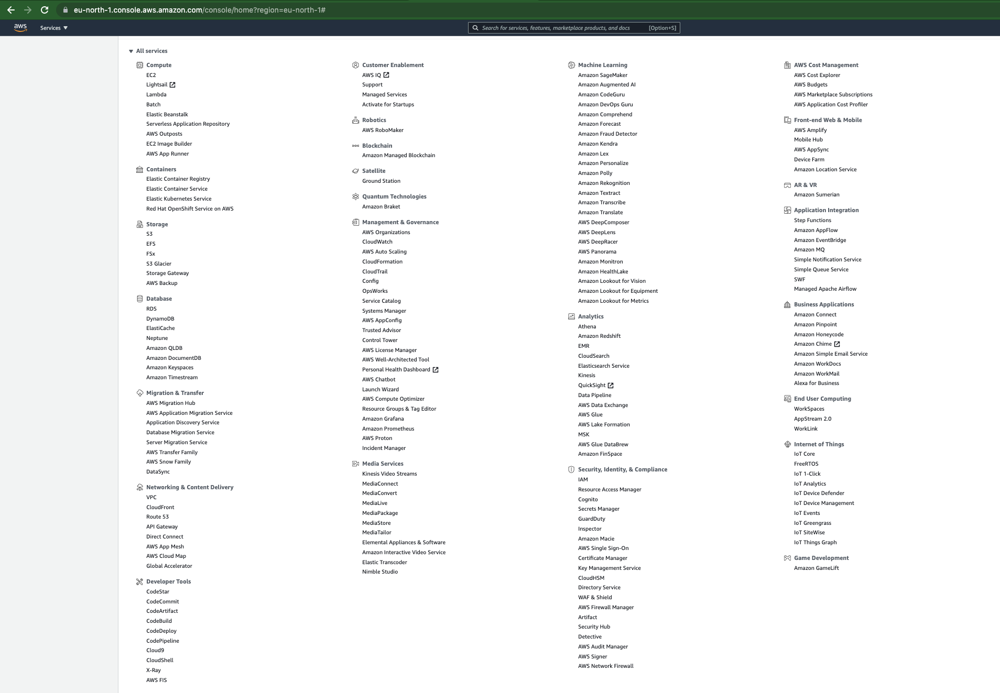 eu-north-1.console.aws.amazon.com/console/home?region=eu-north-1#
aws
Services
Search for services, features, marketplace products, and docs
[Option+S]
All services
Compute
EC2
Lightsail
Lambda
Batch
Elastic Beanstalk
Serverless Application Repository
AWS Outposts
EC2 Image Builder
AWS App Runner
Containers
Elastic Container Registry
Elastic Container Service
Elastic Kubernetes Service
Red Hat OpenShift Service on AWS
Storage
S3
EFS
FSx
S3 Glacier
Storage Gateway
AWS Backup
Database
RDS
DynamoDB
ElastiCache
Neptune
Amazon QLDB
Amazon DocumentDB
Amazon Keyspaces
Amazon Timestream
Migration & Transfer
AWS Migration Hub
AWS Application Migration Service
Application Discovery Service
Database Migration Service
Server Migration Service
AWS Transfer Family
AWS Snow Family
DataSync
Networking & Content Delivery
VPC
CloudFront
Route 53
API Gateway
Direct Connect
AWS App Mesh
AWS Cloud Map
Global Accelerator
Developer Tools
CodeStar
CodeCommit
CodeArtifact
CodeBuild
CodeDeploy
CodePipeline
Cloud9
CloudShell
X-Ray
AWS FIS
Customer Enablement
AWS IQ
Support
Managed Services
Activate for Startups
Robotics
AWS RoboMaker
Blockchain
Amazon Managed Blockchain
Satellite
Ground Station
Quantum Technologies
Amazon Braket
Management & Governance
AWS Organizations
CloudWatch
AWS Auto Scaling
CloudFormation
CloudTrail
Config
OpsWorks
Service Catalog
Systems Manager
AWS AppConfig
Trusted Advisor
Control Tower
AWS License Manager
AWS Well-Architected Tool
Personal Health Dashboard
AWS Chatbot
Launch Wizard
AWS Compute Optimizer
Resource Groups & Tag Editor
Amazon Grafana
Amazon Prometheus
AWS Proton
Incident Manager
Media Services
Kinesis Video Streams
MediaConnect
MediaConvert
MediaLive
MediaPackage
MediaStore
MediaTailor
Elemental Appliances & Software
Amazon Interactive Video Service
Elastic Transcoder
Nimble Studio
Machine Learning
Amazon SageMaker
Amazon Augmented AI
Amazon CodeGuru
Amazon DevOps Guru
Amazon Comprehend
Amazon Forecast
Amazon Fraud Detector
Amazon Kendra
Amazon Lex
Amazon Personalize
Amazon Polly
Amazon Rekognition
Amazon Textract
Amazon Transcribe
Amazon Translate
AWS DeepComposer
AWS DeepLens
AWS DeepRacer
AWS Panorama
Amazon Monitron
Amazon HealthLake
Amazon Lookout for Vision
Amazon Lookout for Equipment
Amazon Lookout for Metrics
Analytics
Athena
Amazon Redshift
EMR
CloudSearch
Elasticsearch Service
Kinesis
QuickSight
Data Pipeline
AWS Data Exchange
AWS Glue
AWS Lake Formation
MSK
AWS Glue DataBrew
Amazon FinSpace
Security, Identity, & Compliance
IAM
Resource Access Manager
Cognito
Secrets Manager
GuardDuty
Inspector
Amazon Macie
AWS Single Sign-On
Certificate Manager
Key Management Service
CloudHSM
Directory Service
WAF & Shield
AWS Firewall Manager
Artifact
Security Hub
Detective
AWS Audit Manager
AWS Signer
AWS Network Firewall
AWS Cost Management
AWS Cost Explorer
AWS Budgets
AWS Marketplace Subscriptions
AWS Application Cost Profiler
Front-end Web & Mobile
AWS Amplify
Mobile Hub
AWS AppSync
Device Farm
Amazon Location Service
AR & VR
Amazon Sumerian
Application Integration
Step Functions
Amazon AppFlow
Amazon EventBridge
Amazon MQ
Simple Notification Service
Simple Queue Service
SWF
Managed Apache Airflow
Business Applications
Amazon Connect
Amazon Pinpoint
Amazon Honeycode
Amazon Chime
Amazon Simple Email Service
Amazon WorkDocs
Amazon WorkMail
Alexa for Business
End User Computing
WorkSpaces
AppStream 2.0
WorkLink
Internet of Things
IoT Core
FreeRTOS
IoT 1-Click
IoT Analytics
IoT Device Defender
IoT Device Management
IoT Events
IoT Greengrass
IoT SiteWise
IoT Things Graph
Game Development
Amazon GameLift